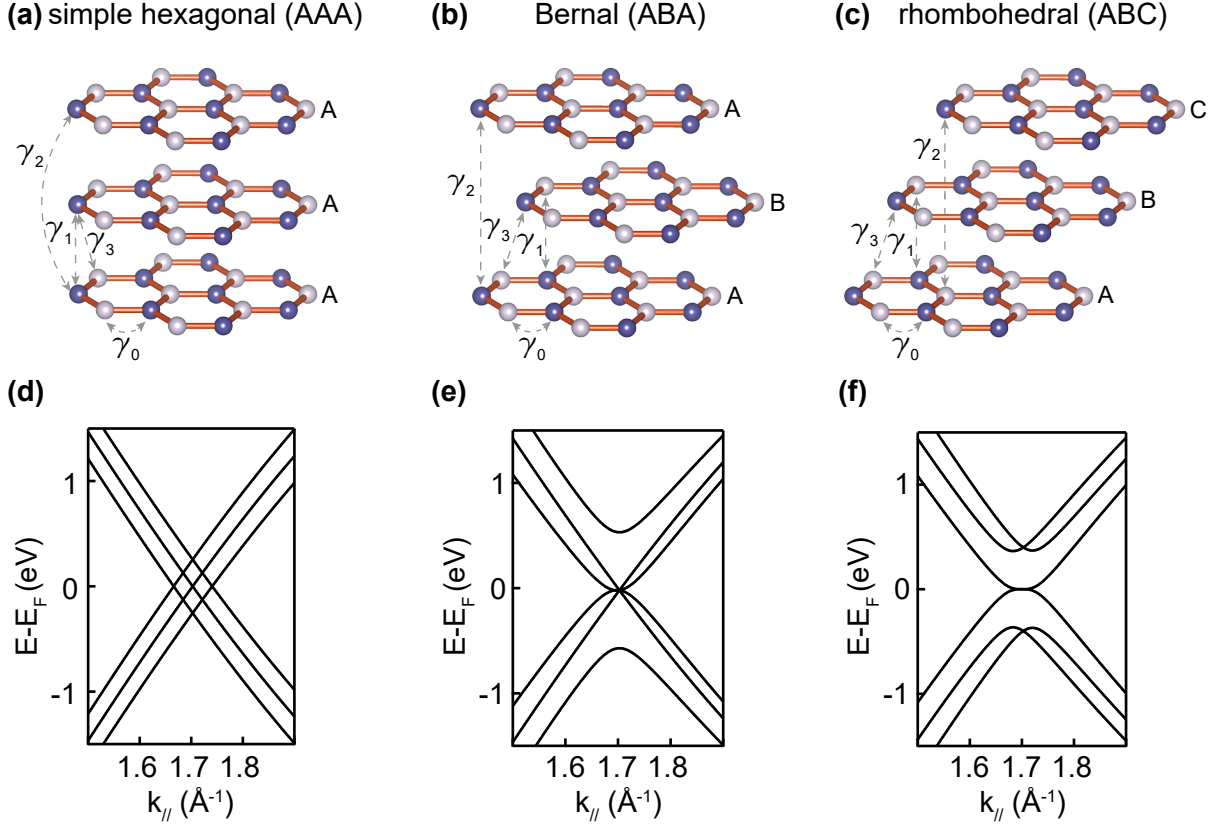 (a) simple hexagonal (AAA)
(b) Bernal (ABA)
(c) rhombohedral (ABC)
A
A
A
γ2
γ1
γ3
γ0
A
B
A
γ2
γ3
γ1
γ0
C
B
A
γ2
γ3
γ1
γ0
(d)
E-EF (eV)
1
0
-1
1.6 1.7 1.8
k// (Å-1)
(e)
E-EF (eV)
1
0
-1
1.6 1.7 1.8
k// (Å-1)
(f)
E-EF (eV)
1
0
-1
1.6 1.7 1.8
k// (Å-1)